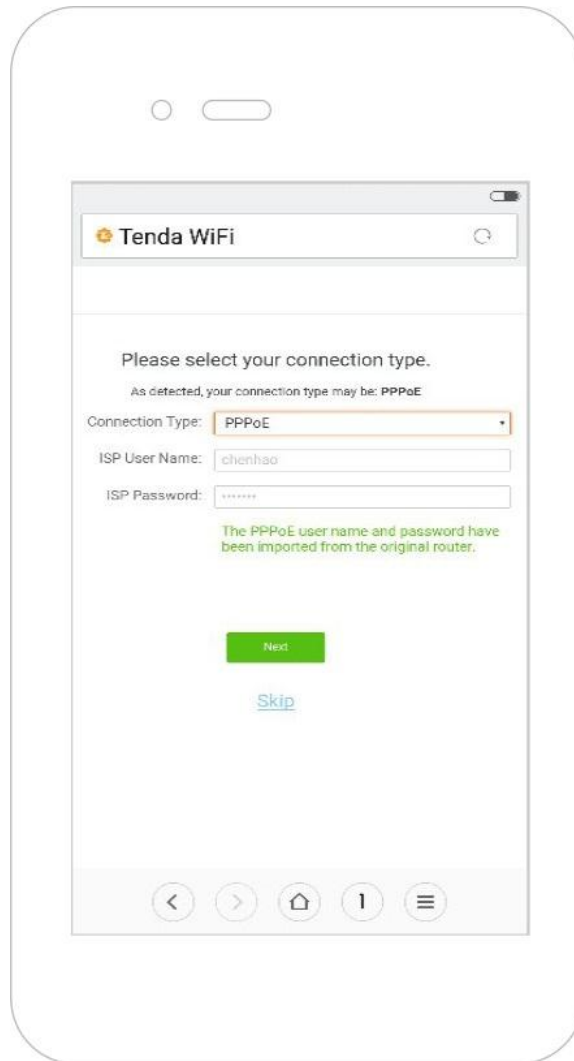 Tenda WiFi
Please select your connection type.
As detected, your connection type may be: PPPoE
Connection Type: PPPoE
ISP User Name: chenhao
ISP Password: •••••••
The PPPoE user name and password have
been imported from the original router.
Next
Skip
1